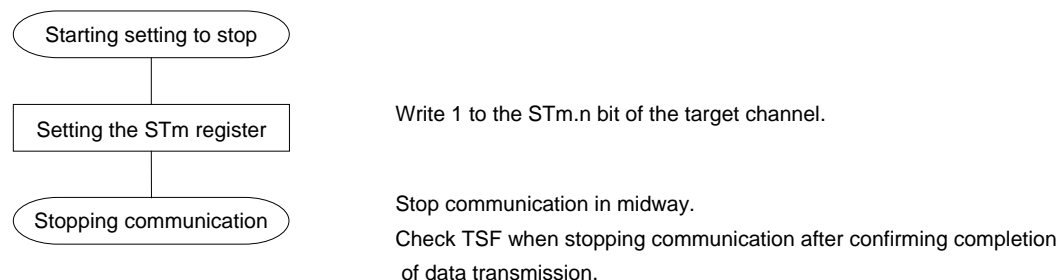 Starting setting to stop
Setting the STm register
Write 1 to the STm.n bit of the target channel.
Stopping communication
Stop communication in midway.
Check TSF when stopping communication after confirming completion
of data transmission.